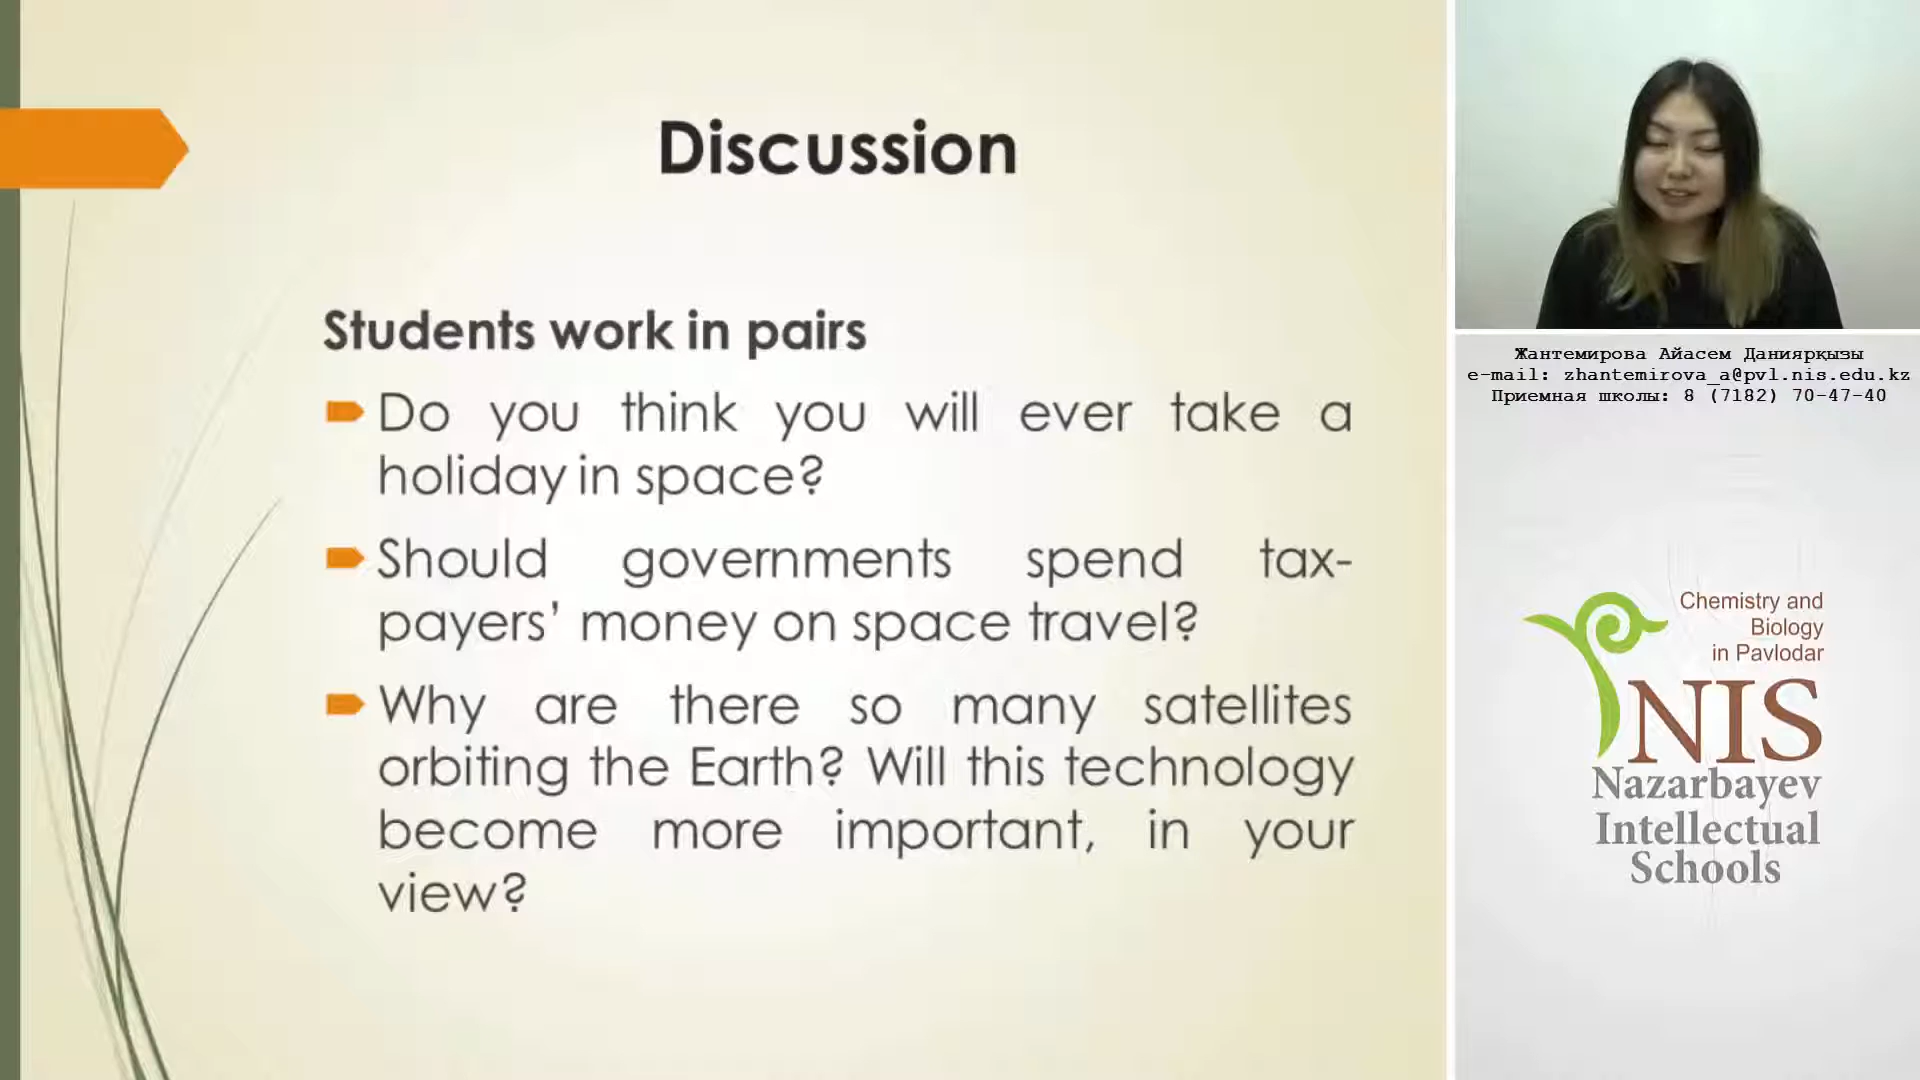 Discussion
Students work in pairs
Do you think you will ever take a
holiday in space?
Should governments spend tax-
payers’ money on space travel?
Why are there so many satellites
orbiting the Earth? Will this technology
become more important, in your
view?
Жантемирова Айасем Даниярқызы
e-mail: zhantemirova_a@pvl.nis.edu.kz
Приемная школы: 8 (7182) 70-47-40
Chemistry and
Biology
in Pavlodar
NIS
Nazarbayev
Intellectual
Schools